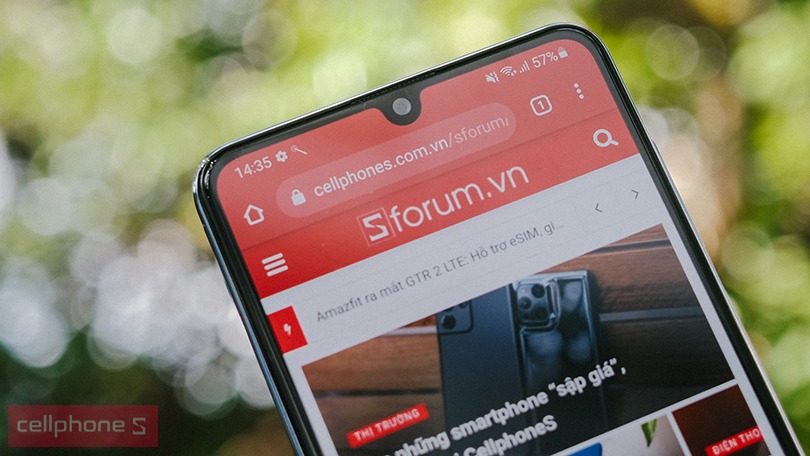 14:35
57%
cellphones.com.vn/sforum/
1
Sforum.vn
Amazfit ra mắt GTR 2 LTE: Hỗ trợ eSIM, gi...
THỊ TRƯỜNG
những smartphone "sập giá",
CellphoneS
ĐIỆN THO
cellphone S